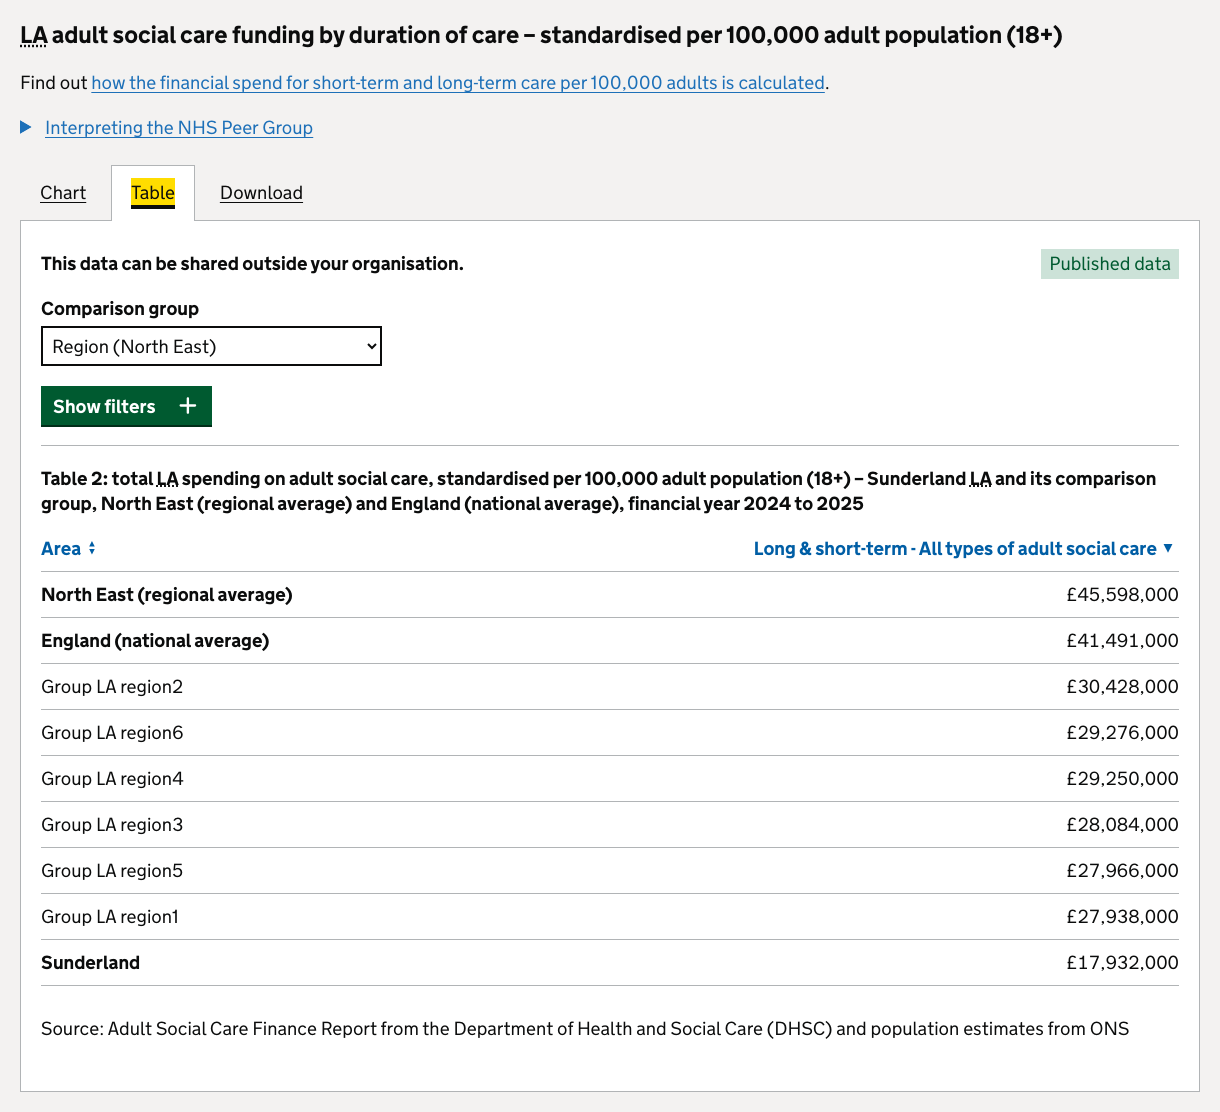 LA adult social care funding by duration of care – standardised per 100,000 adult population (18+)
Find out how the financial spend for short-term and long-term care per 100,000 adults is calculated.
Interpreting the NHS Peer Group
Chart
Table
Download
This data can be shared outside your organisation.
Published data
Comparison group
Region (North East)
Show filters
Table 2: total LA spending on adult social care, standardised per 100,000 adult population (18+) – Sunderland LA and its comparison
group, North East (regional average) and England (national average), financial year 2024 to 2025
Area Long & short-term - All types of adult social care
North East (regional average) £45,598,000
England (national average) £41,491,000
Group LA region2 £30,428,000
Group LA region6 £29,276,000
Group LA region4 £29,250,000
Group LA region3 £28,084,000
Group LA region5 £27,966,000
Group LA region1 £27,938,000
Sunderland £17,932,000
Source: Adult Social Care Finance Report from the Department of Health and Social Care (DHSC) and population estimates from ONS